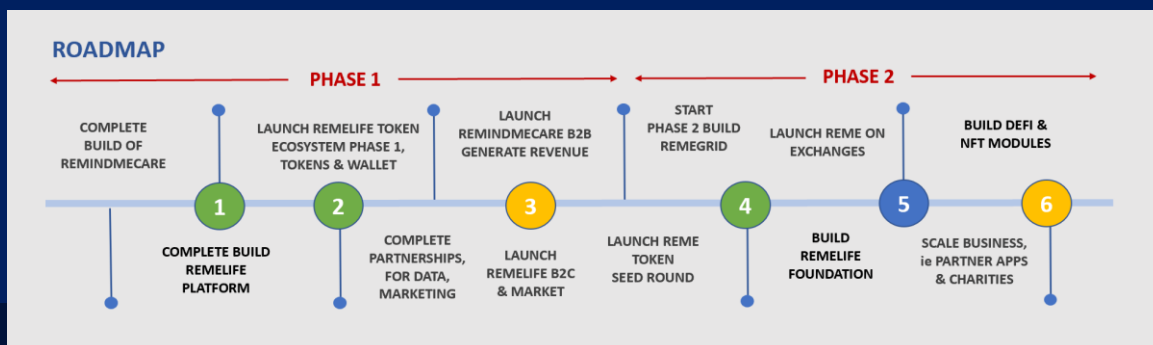 ROADMAP
PHASE 1
PHASE 2
COMPLETE
BUILD OF
REMINDMECARE
LAUNCH REMELIFE TOKEN
ECOSYSTEM PHASE 1,
TOKENS & WALLET
LAUNCH
REMINDMECARE B2B
GENERATE REVENUE
START
PHASE 2 BUILD
REMEGRID
LAUNCH REME ON
EXCHANGES
BUILD DEFI &
NFT MODULES
1
2
3
4
5
6
COMPLETE BUILD
REMELIFE
PLATFORM
COMPLETE
PARTNERSHIPS,
FOR DATA,
MARKETING
LAUNCH
REMELIFE B2C
& MARKET
LAUNCH REME
TOKEN
SEED ROUND
BUILD
REMELIFE
FOUNDATION
SCALE BUSINESS,
ie PARTNER APPS
& CHARITIES